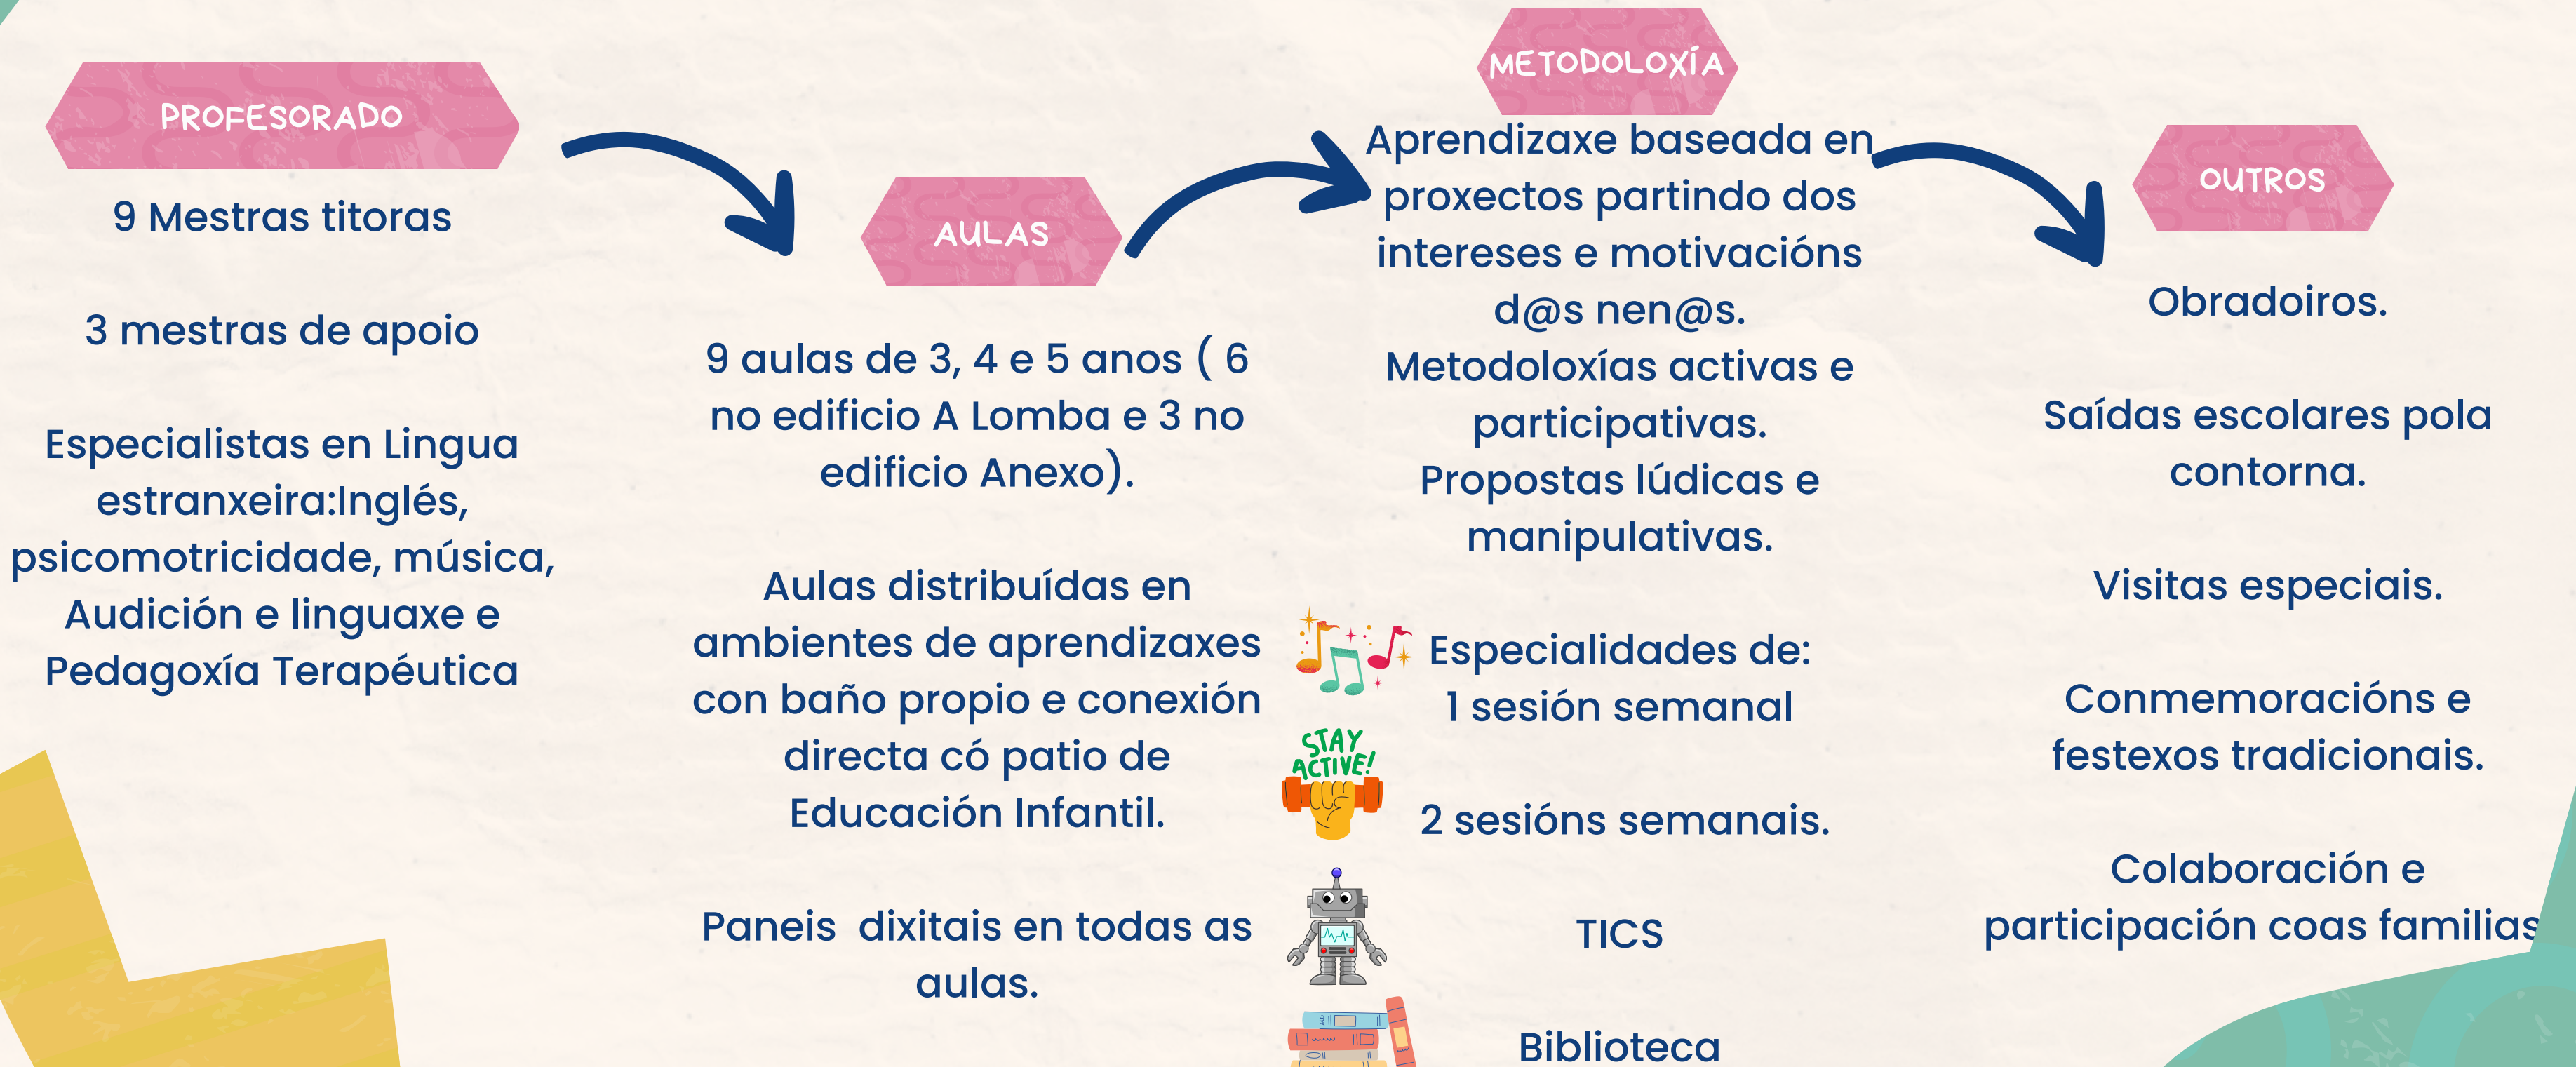 PROFESORADO
9 Mestras titoras
3 mestras de apoio
Especialistas en Lingua
estranxeira:Inglés,
psicomotricidade, música,
Audición e linguaxe e
Pedagoxía Terapéutica
AULAS
9 aulas de 3, 4 e 5 anos ( 6
no edificio A Lomba e 3 no
edificio Anexo).
Aulas distribuídas en
ambientes de aprendizaxes
con baño propio e conexión
directa có patio de
Educación Infantil.
Paneis  dixitais en todas as
aulas.
METODOLOXÍA
Aprendizaxe baseada en
proxectos partindo dos
intereses e motivacións
d@s nen@s.
Metodoloxías activas e
participativas.
Propostas lúdicas e
manipulativas.
Especialidades de:
1 sesión semanal
STAY
ACTIVE!
2 sesións semanais.
TICS
Biblioteca
OUTROS
Obradoiros.
Saídas escolares pola
contorna.
Visitas especiais.
Conmemoracións e
festexos tradicionais.
Colaboración e
participación coas familias